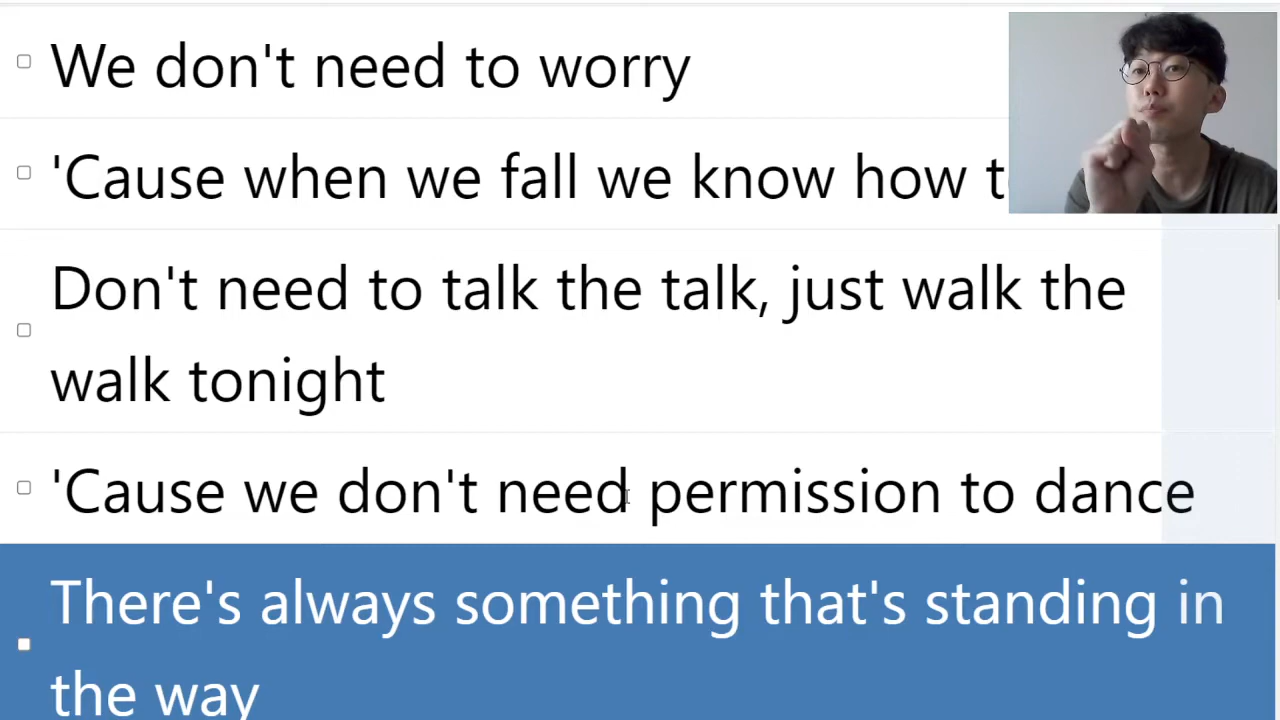 We don't need to worry
'Cause when we fall we know how
Don't need to talk the talk, just walk the
walk tonight
'Cause we don't need permission to dance
There's always something that's standing in
the way